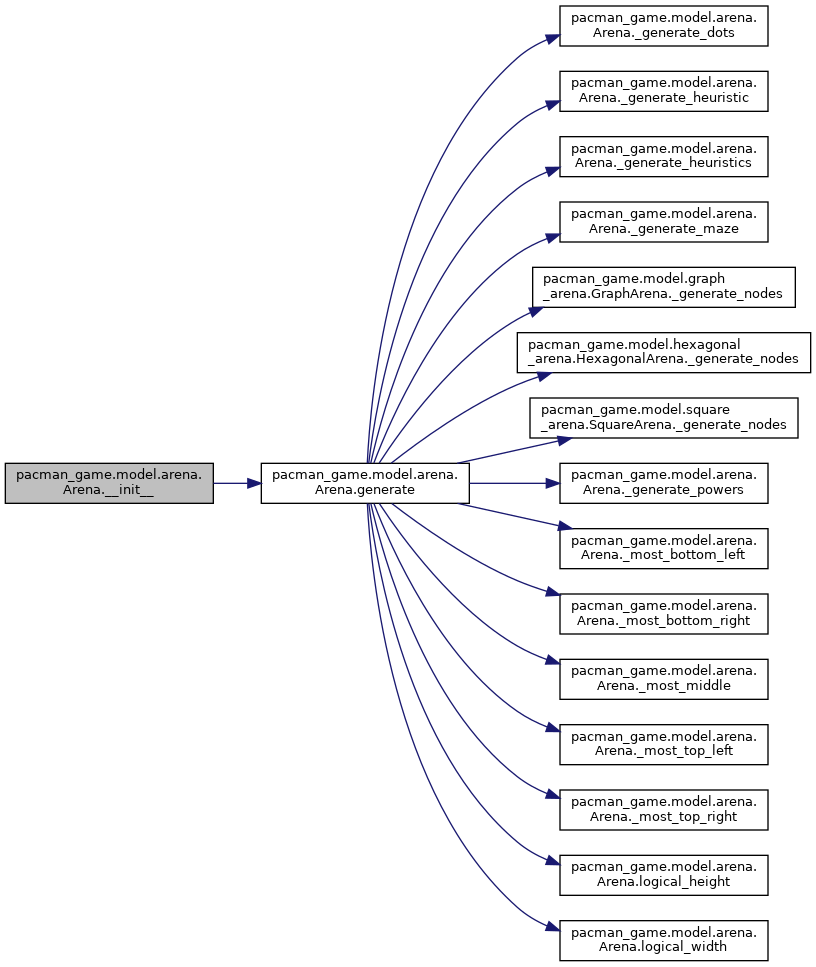 pacman_game.model.arena.
Arena.__init__
pacman_game.model.arena.
Arena.generate
pacman_game.model.arena.
Arena._generate_dots
pacman_game.model.arena.
Arena._generate_heuristic
pacman_game.model.arena.
Arena._generate_heuristics
pacman_game.model.arena.
Arena._generate_maze
pacman_game.model.graph
_arena.GraphArena._generate_nodes
pacman_game.model.hexagonal
_arena.HexagonalArena._generate_nodes
pacman_game.model.square
_arena.SquareArena._generate_nodes
pacman_game.model.arena.
Arena._generate_powers
pacman_game.model.arena.
Arena._most_bottom_left
pacman_game.model.arena.
Arena._most_bottom_right
pacman_game.model.arena.
Arena._most_middle
pacman_game.model.arena.
Arena._most_top_left
pacman_game.model.arena.
Arena._most_top_right
pacman_game.model.arena.
Arena.logical_height
pacman_game.model.arena.
Arena.logical_width